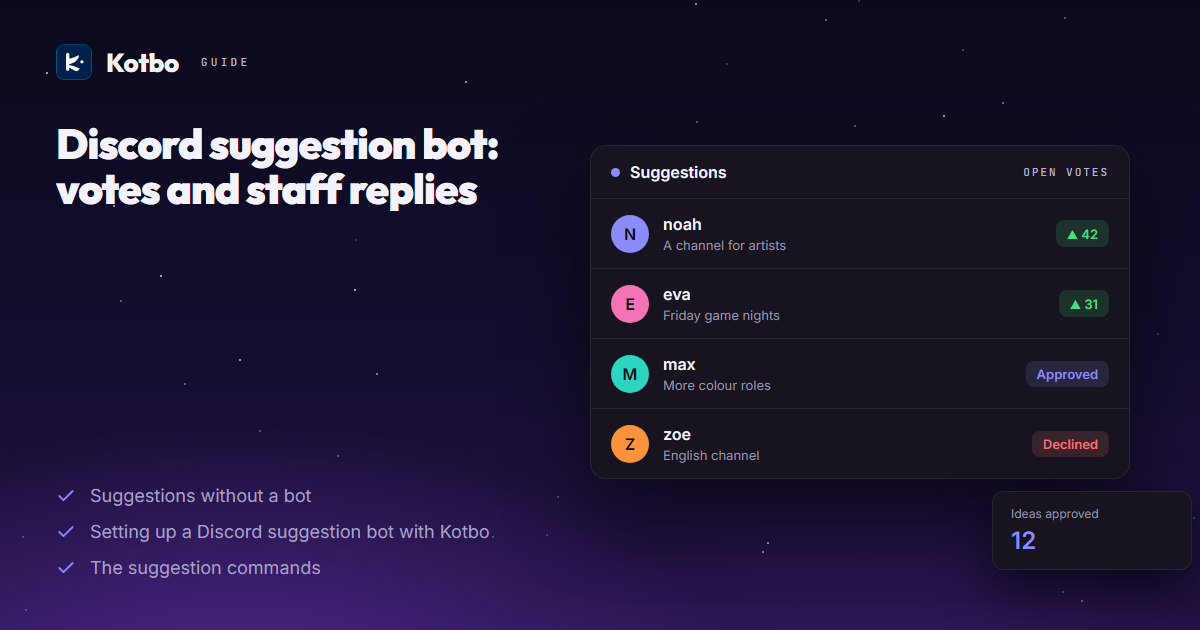 Kotbo GUIDE
Discord suggestion bot:
votes and staff replies
Suggestions without a bot
Setting up a Discord suggestion bot with Kotbo
The suggestion commands
Suggestions OPEN VOTES
N noah ▲ 42
A channel for artists
E eva ▲ 31
Friday game nights
M max Approved
More colour roles
Z zoe Declined
English channel
Ideas approved
12